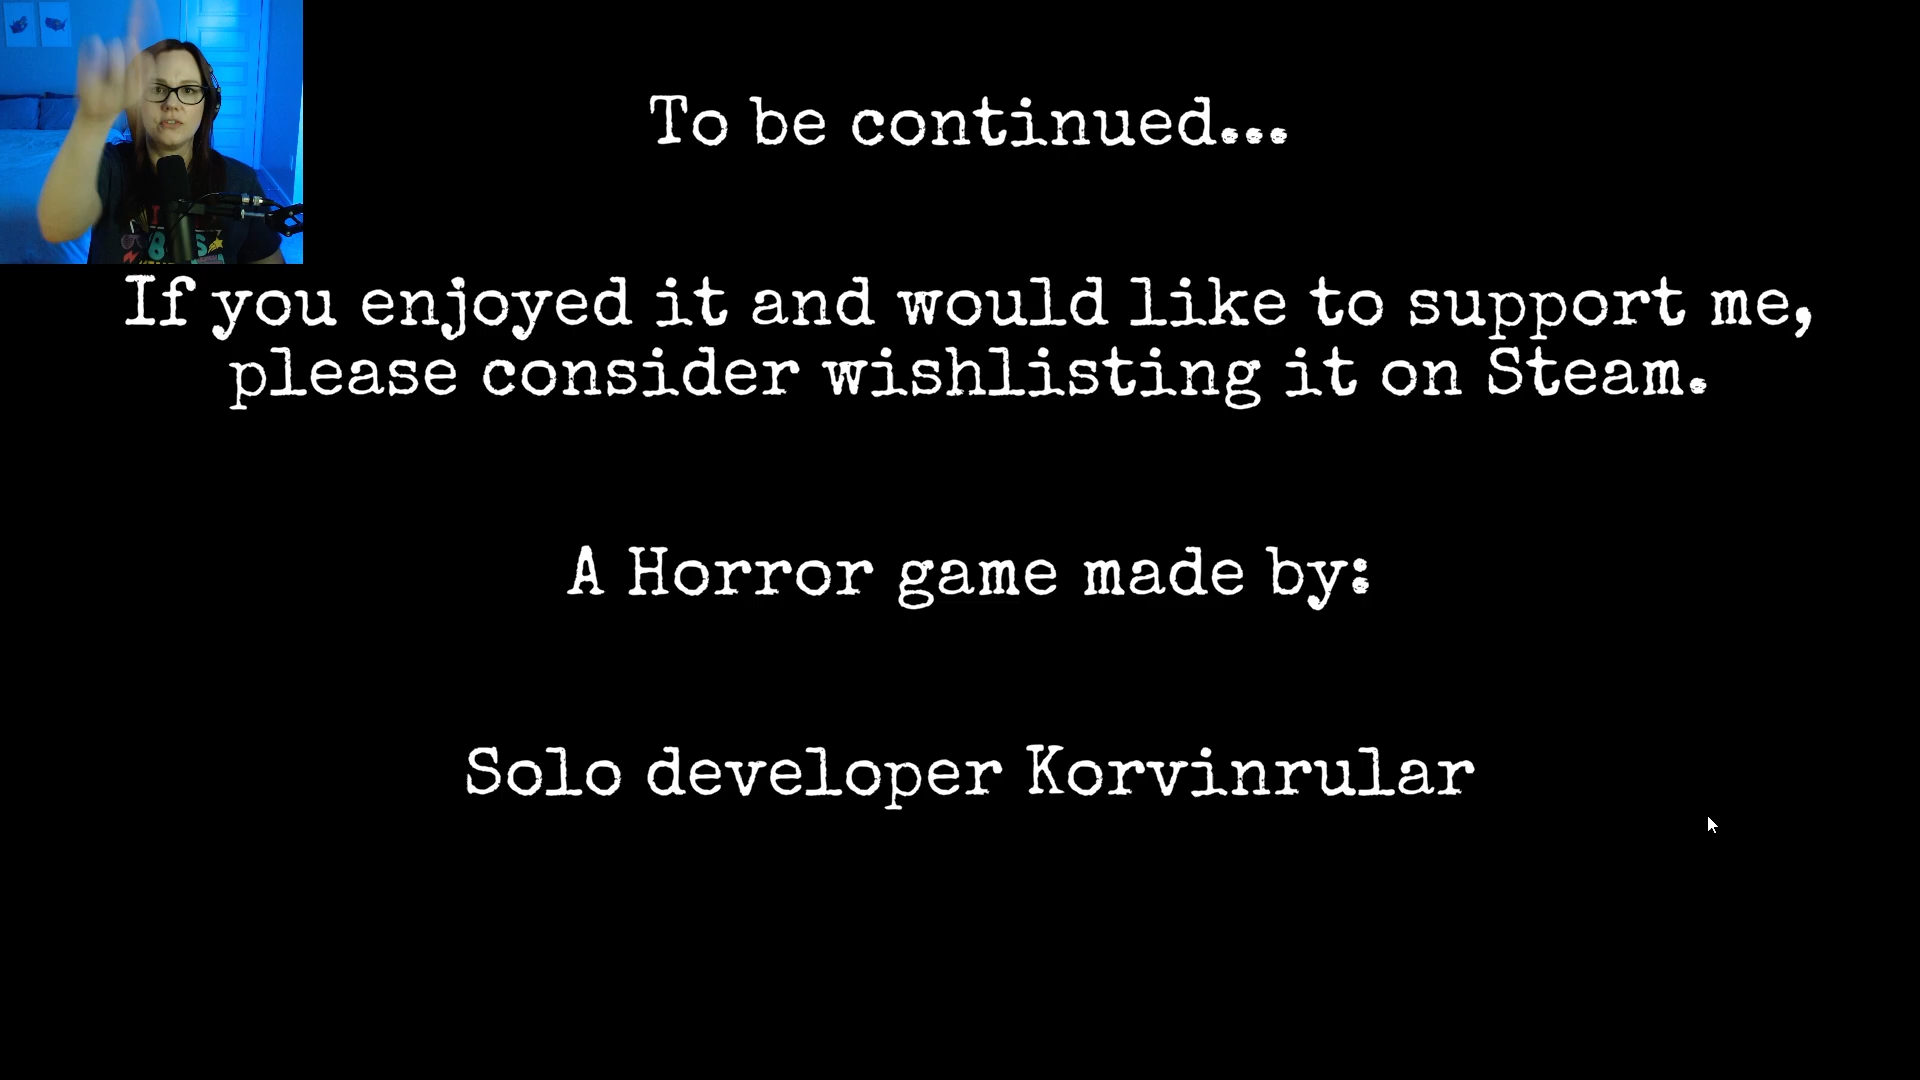 To be continued...
If you enjoyed it and would like to support me,
please consider wishlisting it on Steam.
A Horror game made by:
Solo developer Korvinrular